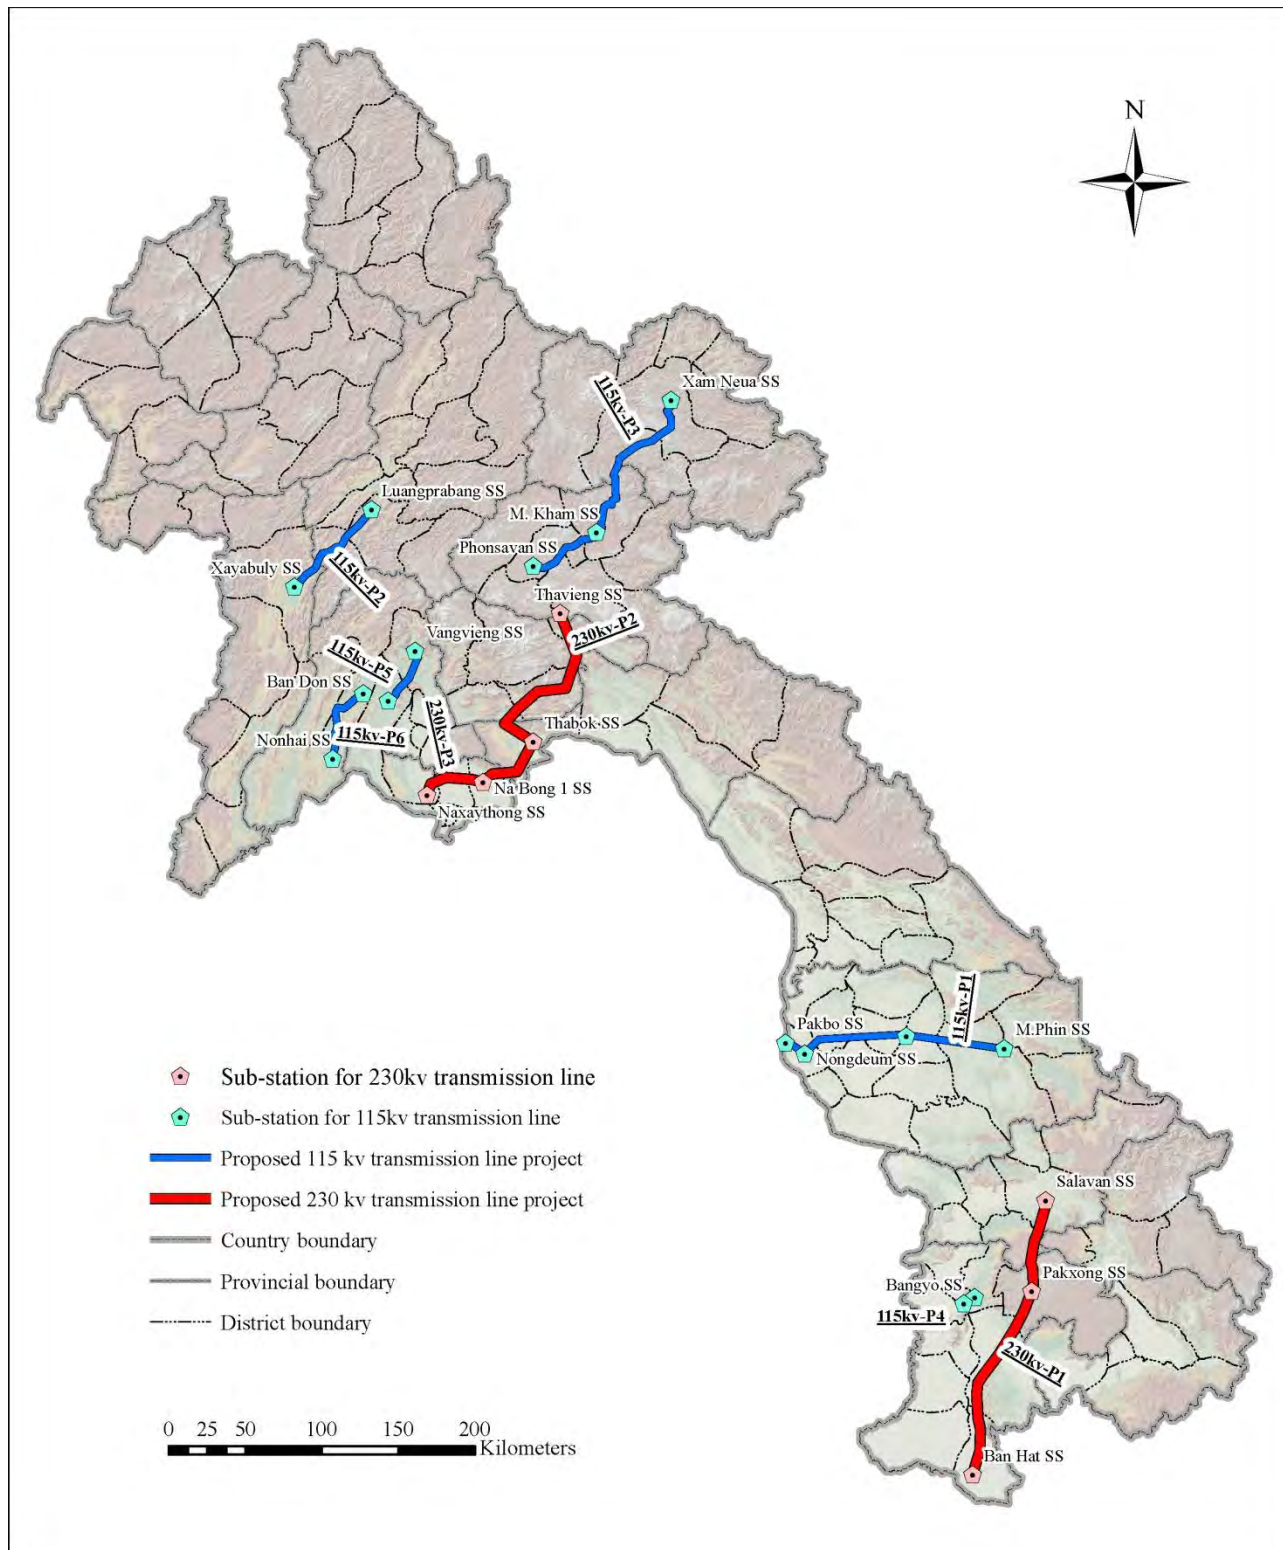 N
Xam Neua SS
115kv-P3
Luangprabang SS
M. Kham SS
Phonsavan SS
Xayabuly SS
115kv-P2
Thavieng SS
230kv-P2
Vangvieng SS
115kv-P5
Ban Don SS
230kv-P3
Thabok SS
Nonhai SS
115kv-P6
Na Bong 1 SS
Naxaythong SS
115kv-P1
Pakbo SS
M.Phin SS
Nongdeum SS
Sub-station for 230kv transmission line
Sub-station for 115kv transmission line
Proposed 115 kv transmission line project
Proposed 230 kv transmission line project
Country boundary
Provincial boundary
District boundary
Salavan SS
Pakxong SS
Bangyo SS
115kv-P4
230kv-P1
0 25 50 100 150 200
Kilometers
Ban Hat SS